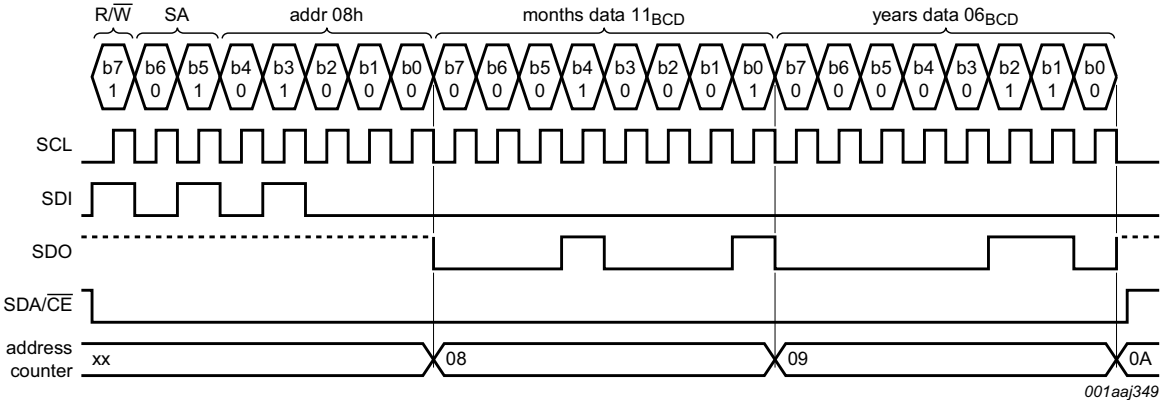 R/W SA addr 08h months data 11BCD years data 06BCD
b7 b6 b5 b4 b3 b2 b1 b0 b7 b6 b5 b4 b3 b2 b1 b0 b7 b6 b5 b4 b3 b2 b1 b0
1 0 1 0 1 0 0 0 0 0 0 1 0 0 0 1 0 0 0 0 0 1 1 0
SCL
SDI
SDO
SDA/CE
address
counter
xx 08 09 0A
001aaj349